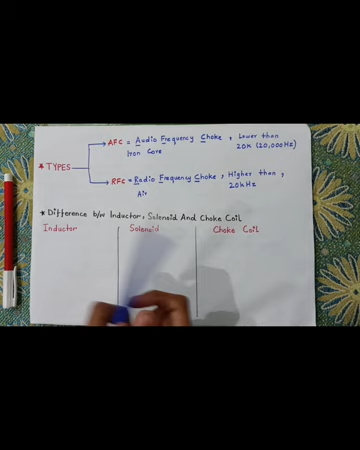 AFC = Audio Frequency Choke, Lower than
20K (20,000Hz)
Iron Core
* TYPES
RFC = Radio Frequency Choke, Higher than,
20KHz
Air
* Difference b/w Inductor, Solenoid And Choke Coil
Inductor Solenoid Choke Coil